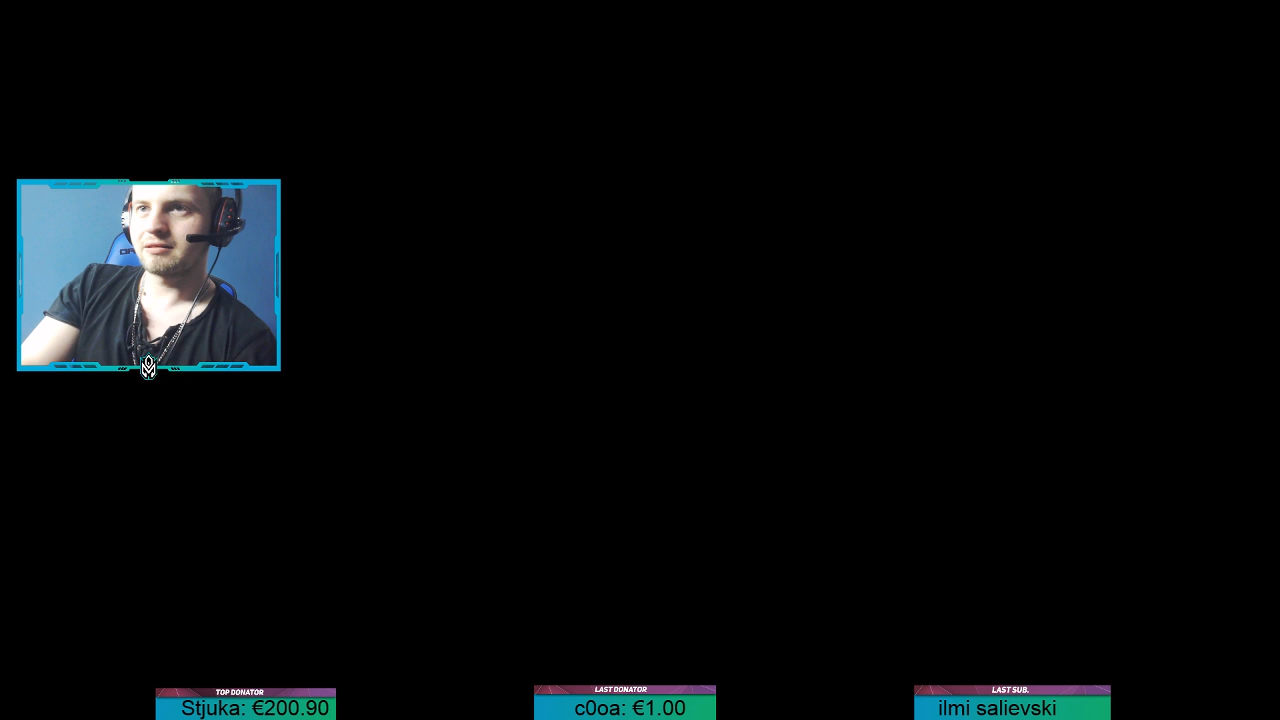 TOP DONATOR
Stjuka: €200.90
LAST DONATOR
c0oa: €1.00
LAST SUB.
ilmi salievski